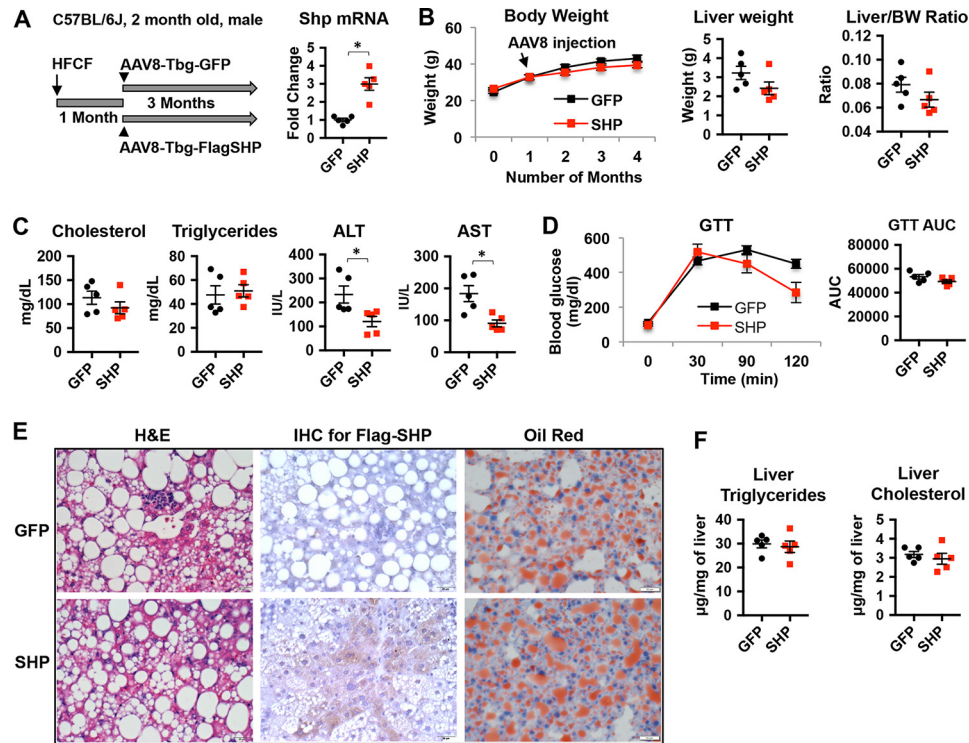 A
C57BL/6J, 2 month old, male
HFCF
AAV8-Tbg-GFP
3 Months
1 Month
AAV8-Tbg-FlagSHP
Shp mRNA
Fold Change
5
4
3
2
1
0
*
GFP
SHP
B
Body Weight
AAV8 injection
Weight (g)
60
40
20
0
GFP
SHP
0 1 2 3 4
Number of Months
Liver weight
Weight (g)
5
4
3
2
1
0
GFP
SHP
Liver/BW Ratio
Ratio
0.12
0.10
0.08
0.06
0.04
GFP
SHP
C
Cholesterol
mg/dL
200
150
100
50
0
GFP
SHP
Triglycerides
mg/dL
80
60
40
20
0
GFP
SHP
ALT
IU/L
400
300
200
100
0
*
GFP
SHP
AST
IU/L
300
200
100
0
*
GFP
SHP
D
GTT
Blood glucose
(mg/dl)
600
400
200
0
GFP
SHP
0 30 90 120
Time (min)
GTT AUC
AUC
80000
60000
40000
20000
0
GFP
SHP
E
H&E
IHC for Flag-SHP
Oil Red
GFP
SHP
F
Liver
Triglycerides
µg/mg of liver
40
30
20
10
0
GFP
SHP
Liver
Cholesterol
µg/mg of liver
5
4
3
2
1
0
GFP
SHP